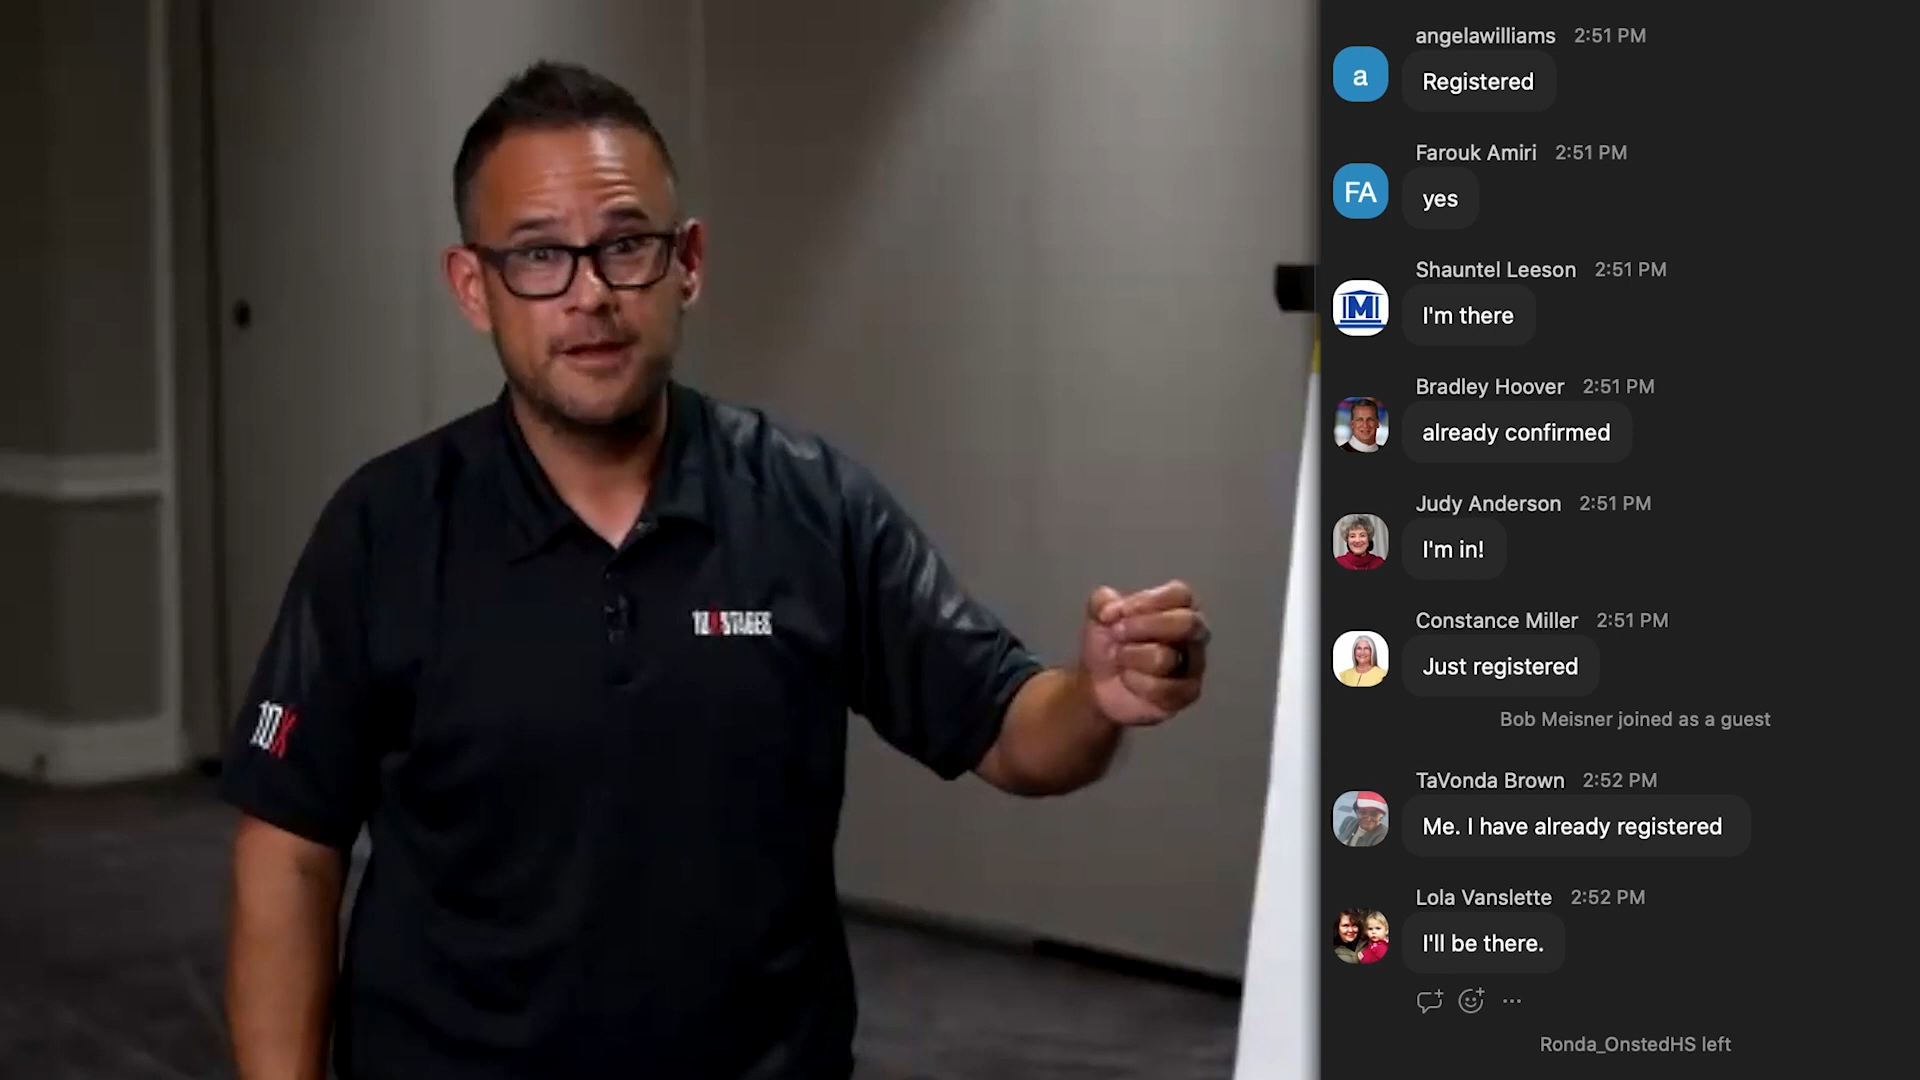 10XSTAGES
10X
angelawilliams 2:51 PM
a
Registered
Farouk Amiri 2:51 PM
FA
yes
Shauntel Leeson 2:51 PM
M
I'm there
Bradley Hoover 2:51 PM
already confirmed
Judy Anderson 2:51 PM
I'm in!
Constance Miller 2:51 PM
Just registered
Bob Meisner joined as a guest
TaVonda Brown 2:52 PM
Me. I have already registered
Lola Vanslette 2:52 PM
I'll be there.
Ronda_OnstedHS left